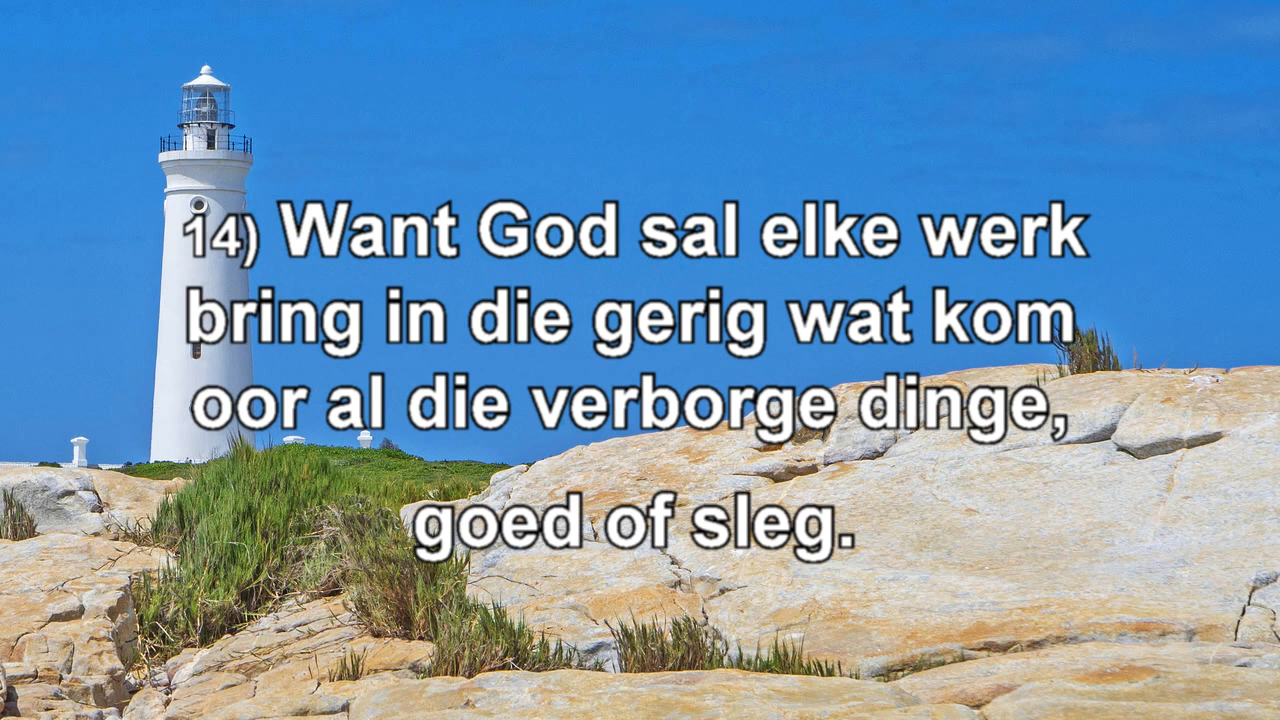 14) Want God sal elke werk
bring in die gerig wat kom
oor al die verborge dinge,
goed of sleg.